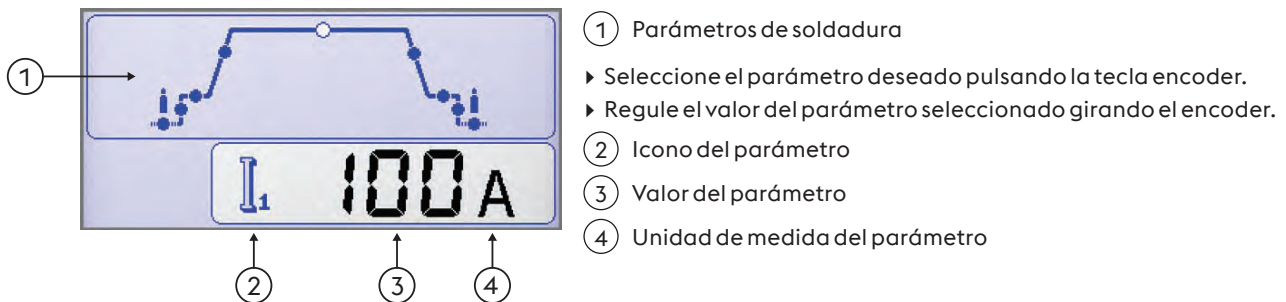 1 Parámetros de soldadura
1
▸ Seleccione el parámetro deseado pulsando la tecla encoder.
▸ Regule el valor del parámetro seleccionado girando el encoder.
2 Icono del parámetro
I1 100 A
3 Valor del parámetro
4 Unidad de medida del parámetro
2 3 4